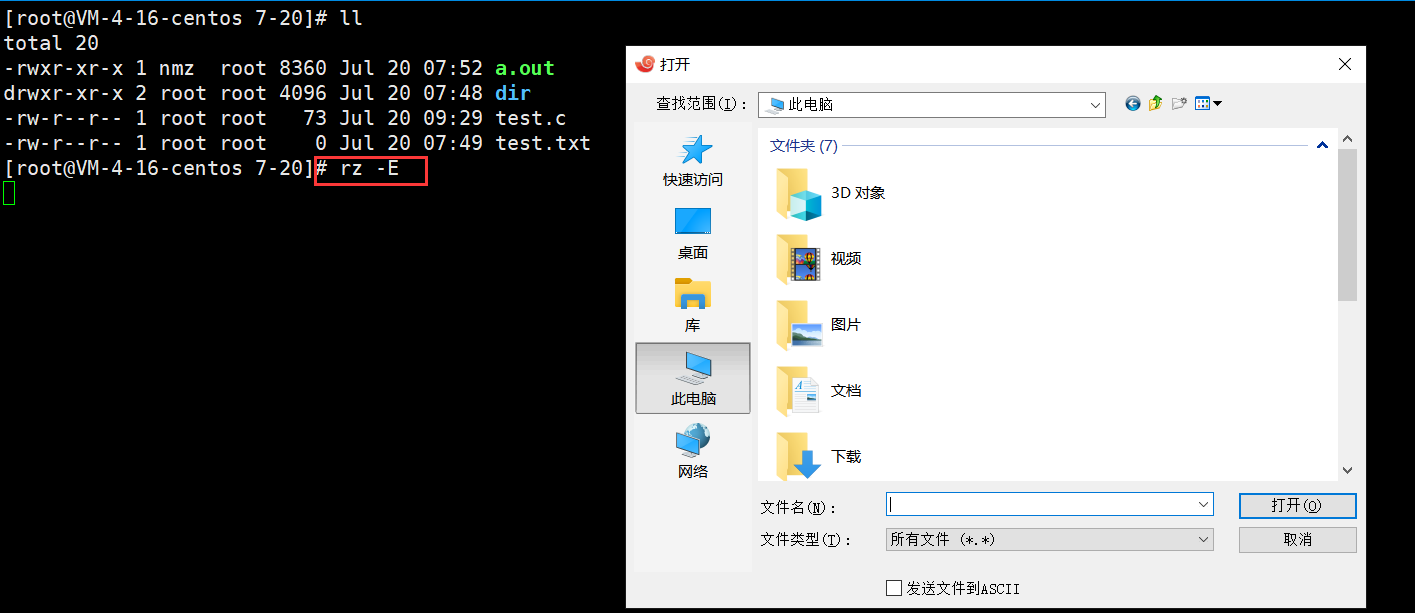 [root@VM-4-16-centos 7-20]# ll
total 20
-rwxr-xr-x 1 nmz  root 8360 Jul 20 07:52 a.out
drwxr-xr-x 2 root root 4096 Jul 20 07:48 dir
-rw-r--r-- 1 root root   73 Jul 20 09:29 test.c
-rw-r--r-- 1 root root    0 Jul 20 07:49 test.txt
[root@VM-4-16-centos 7-20]# rz -E
打开
查找范围(I):
此电脑
快速访问
桌面
库
此电脑
网络
文件夹 (7)
3D 对象
视频
图片
文档
下载
文件名(N):
打开(O)
文件类型(T):
所有文件 (*.*)
取消
发送文件到ASCII